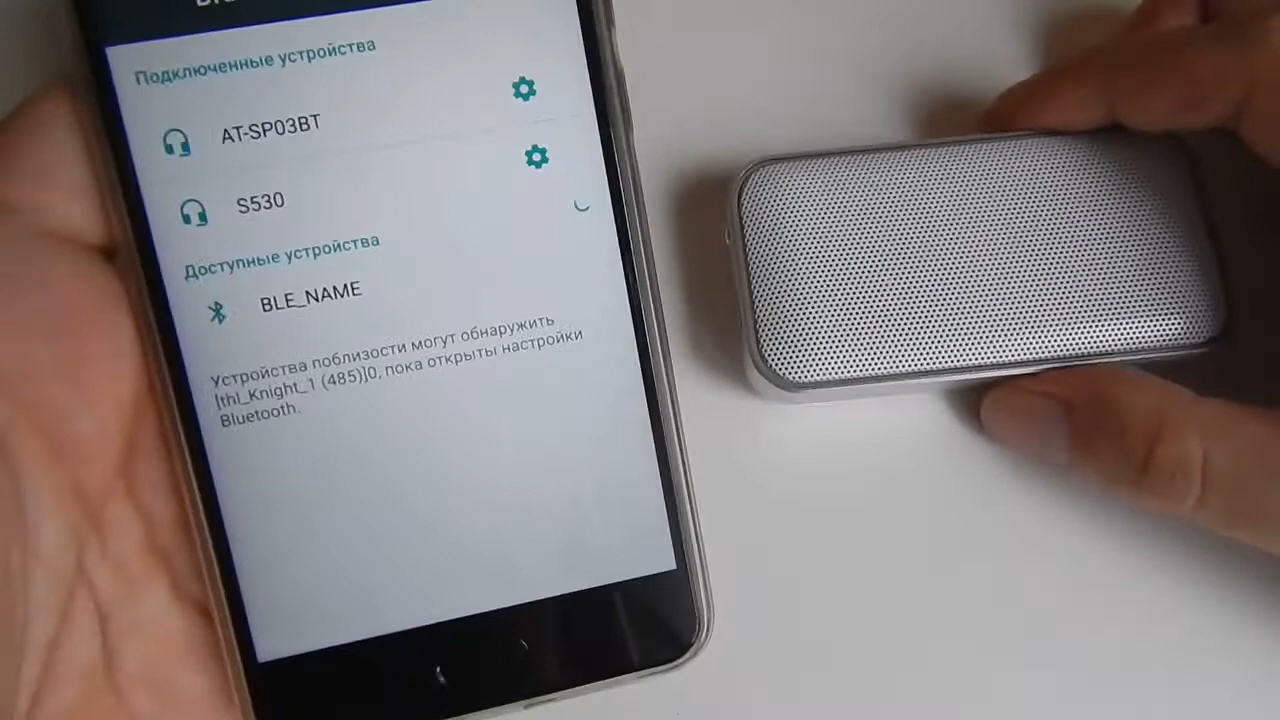 Подключенные устройства
AT-SP03BT
S530
Доступные устройства
BLE_NAME
Устройства поблизости могут обнаружить
[thl_Knight_1 (485)]0, пока открыты настройки
Bluetooth.